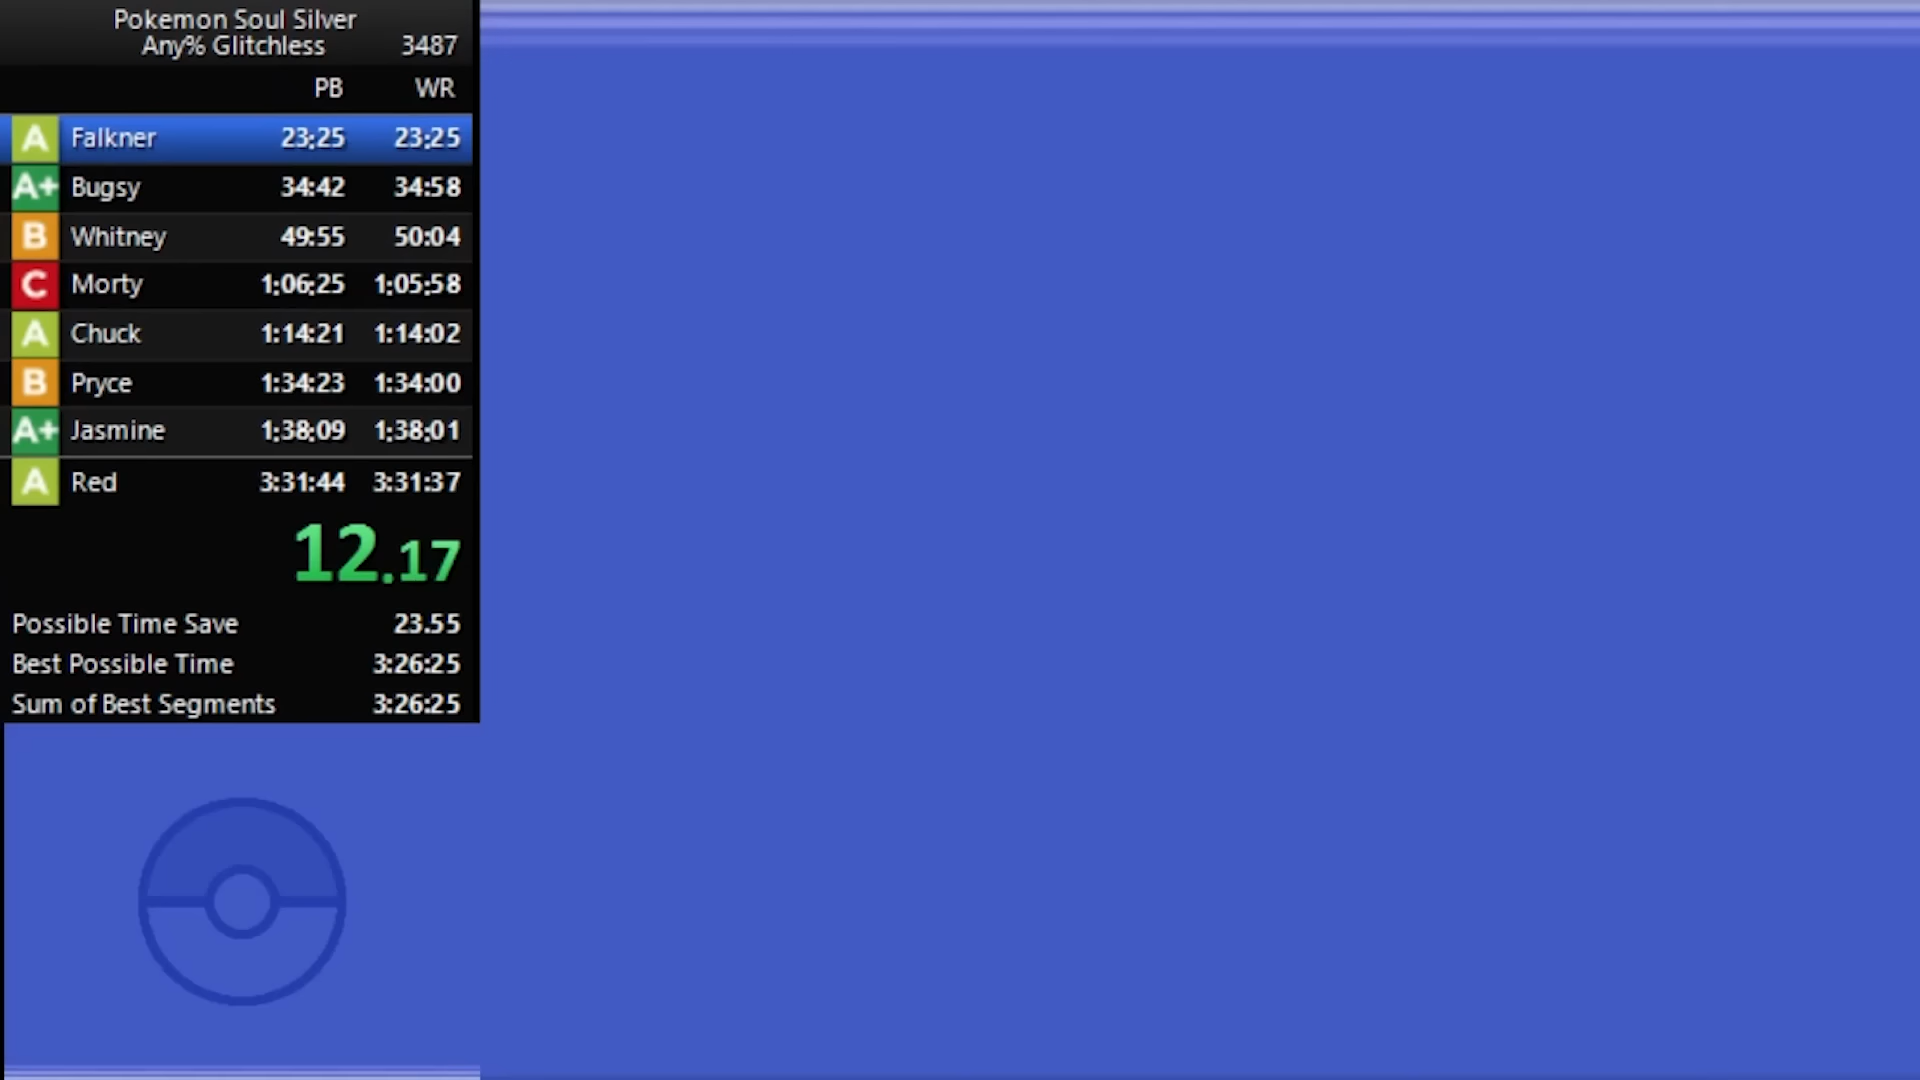 Pokemon Soul Silver
Any% Glitchless 3487
PB WR
A Falkner 23:25 23:25
A+ Bugsy 34:42 34:58
B Whitney 49:55 50:04
C Morty 1:06:25 1:05:58
A Chuck 1:14:21 1:14:02
B Pryce 1:34:23 1:34:00
A+ Jasmine 1:38:09 1:38:01
A Red 3:31:44 3:31:37
12.17
Possible Time Save 23.55
Best Possible Time 3:26:25
Sum of Best Segments 3:26:25